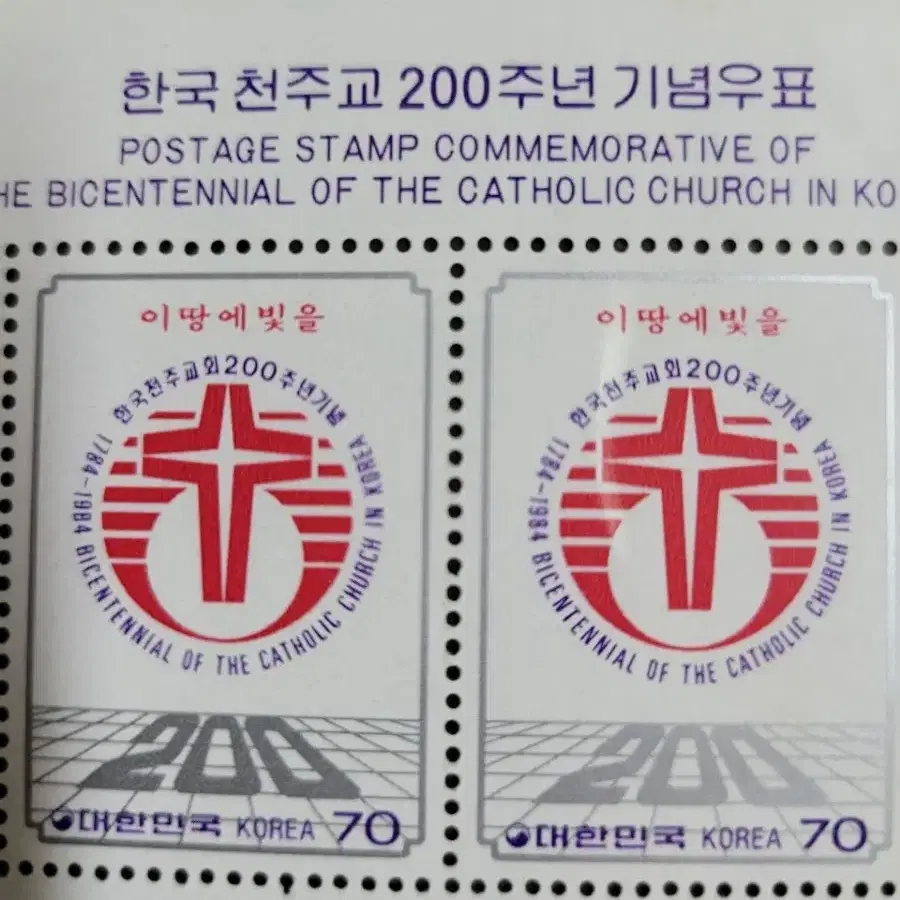 한국 천주교 200주년 기념우표
POSTAGE STAMP COMMEMORATIVE OF
HE BICENTENNIAL OF THE CATHOLIC CHURCH IN KO
이 땅에 빛을
한국천주교회200주년기념
1784-1984 BICENTENNIAL OF THE CATHOLIC CHURCH IN KOREA
200
대한민국 KOREA 70
이 땅에 빛을
한국천주교회200주년기념
1784-1984 BICENTENNIAL OF THE CATHOLIC CHURCH IN KOREA
200
대한민국 KOREA 70